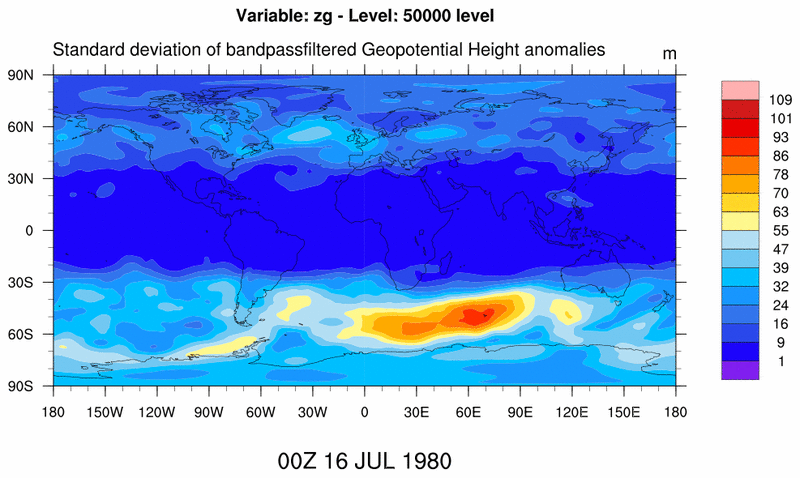 Variable: zg - Level: 50000 level
Standard deviation of bandpassfiltered Geopotential Height anomalies
m
90N
60N
30N
0
30S
60S
90S
180 150W 120W 90W 60W 30W 0 30E 60E 90E 120E 150E 180
109
101
93
86
78
70
63
55
47
39
32
24
16
9
1
00Z 16 JUL 1980